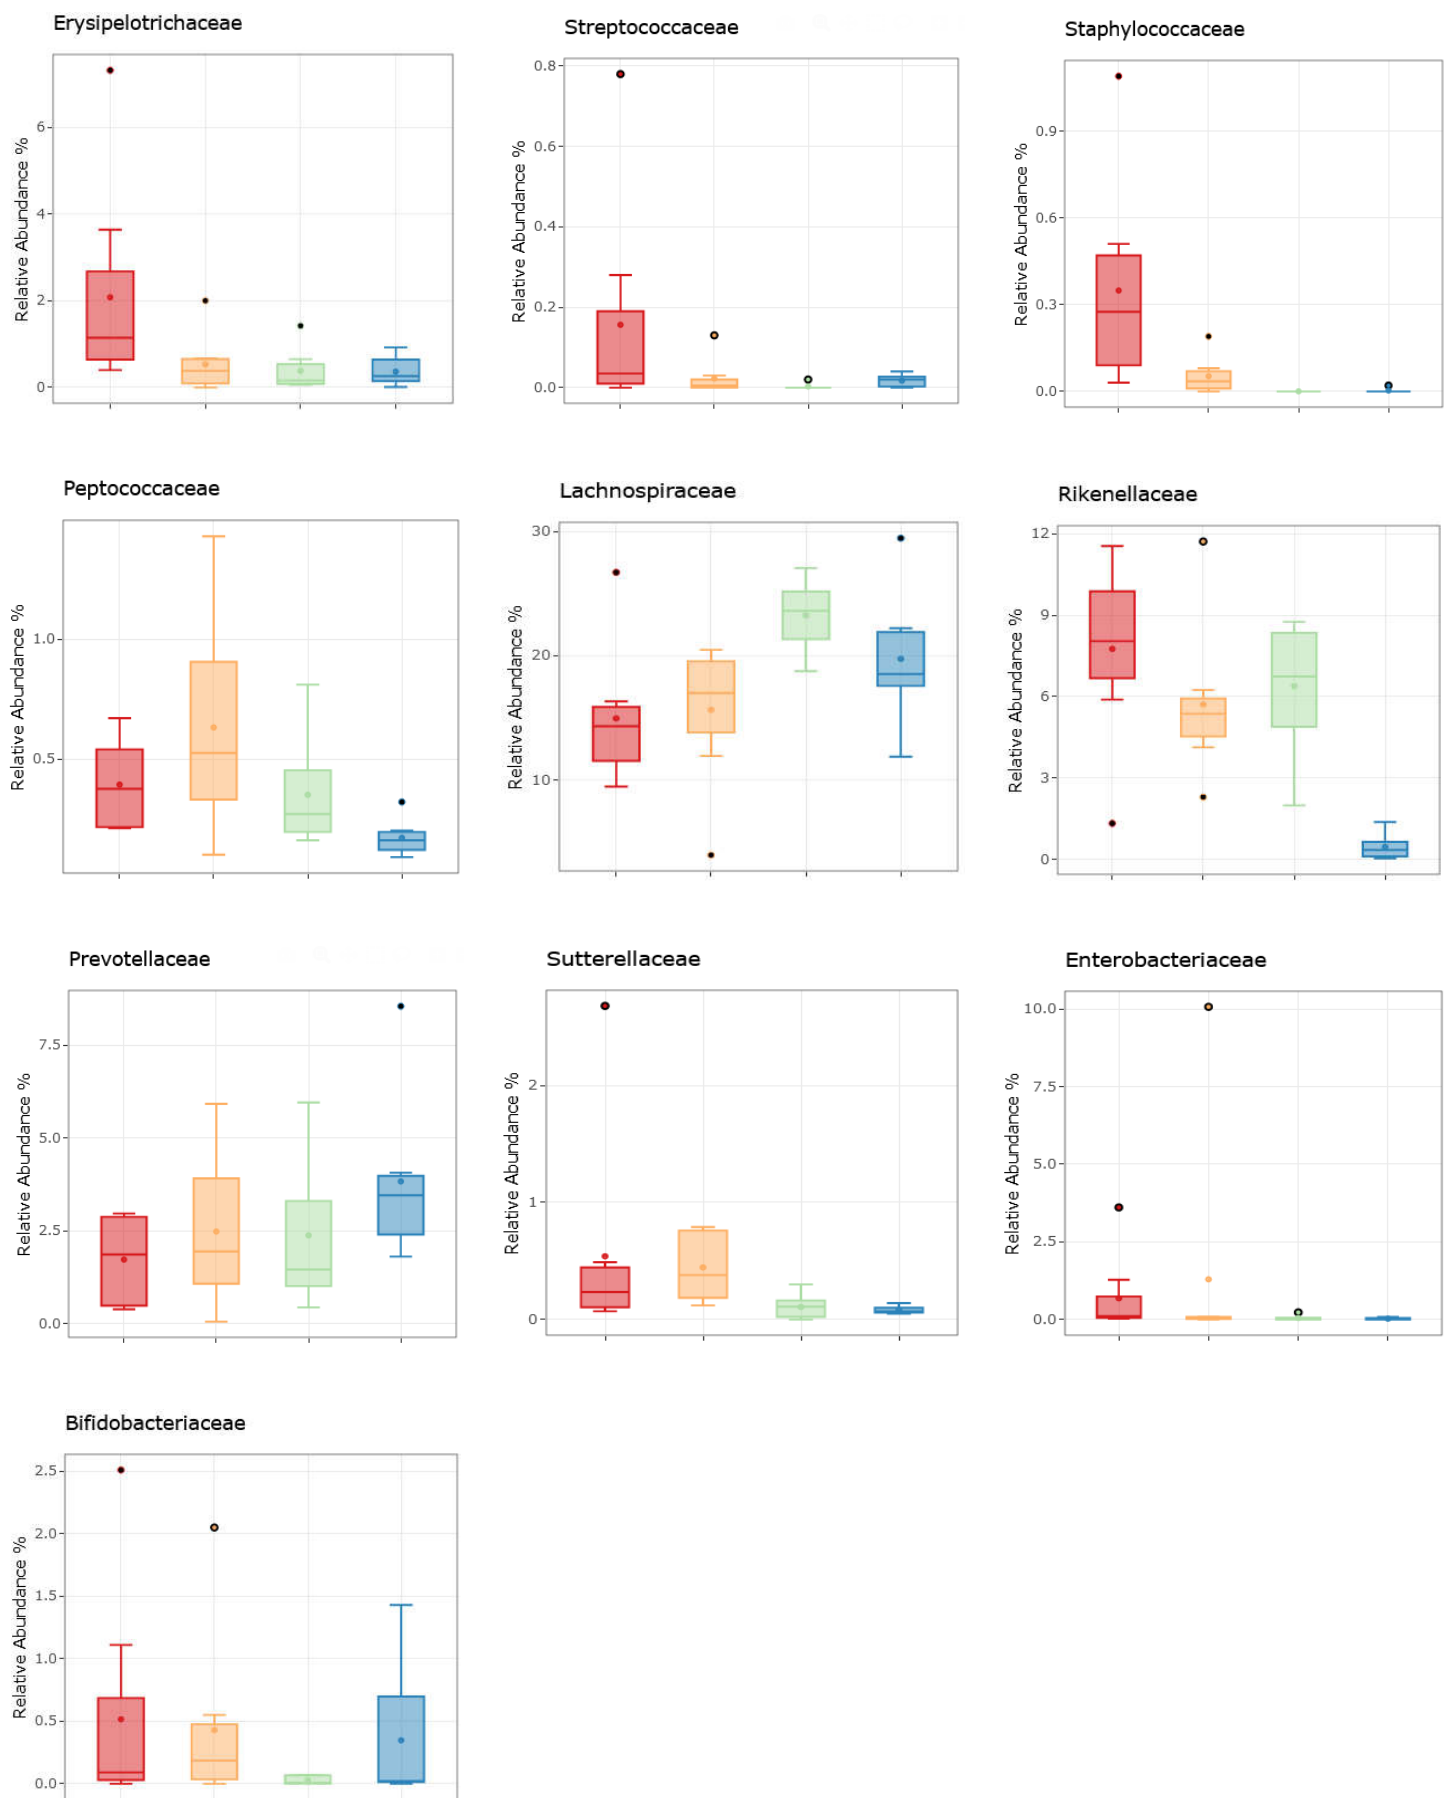 Erysipelotrichaceae
Relative Abundance %
6
4
2
0
Streptococcaceae
Relative Abundance %
0.8
0.6
0.4
0.2
0.0
Staphylococcaceae
Relative Abundance %
0.9
0.6
0.3
0.0
Peptococcaceae
Relative Abundance %
1.0
0.5
Lachnospiraceae
Relative Abundance %
30
20
10
Rikenellaceae
Relative Abundance %
12
9
6
3
0
Prevotellaceae
Relative Abundance %
7.5
5.0
2.5
0.0
Sutterellaceae
Relative Abundance %
2
1
0
Enterobacteriaceae
Relative Abundance %
10.0
7.5
5.0
2.5
0.0
Bifidobacteriaceae
Relative Abundance %
2.5
2.0
1.5
1.0
0.5
0.0